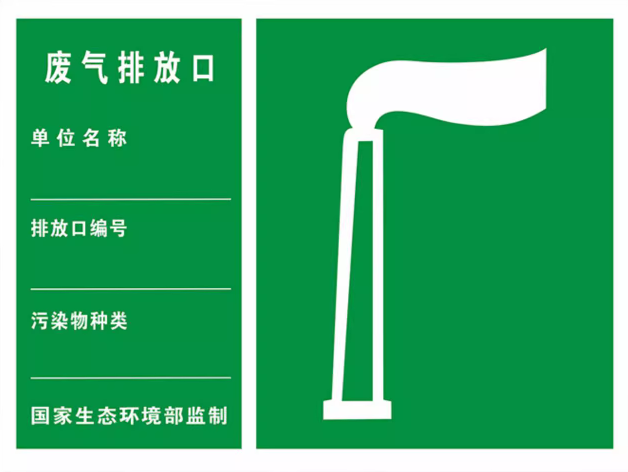 废气排放口
单位名称
排放口编号
污染物种类
国家生态环境部监制